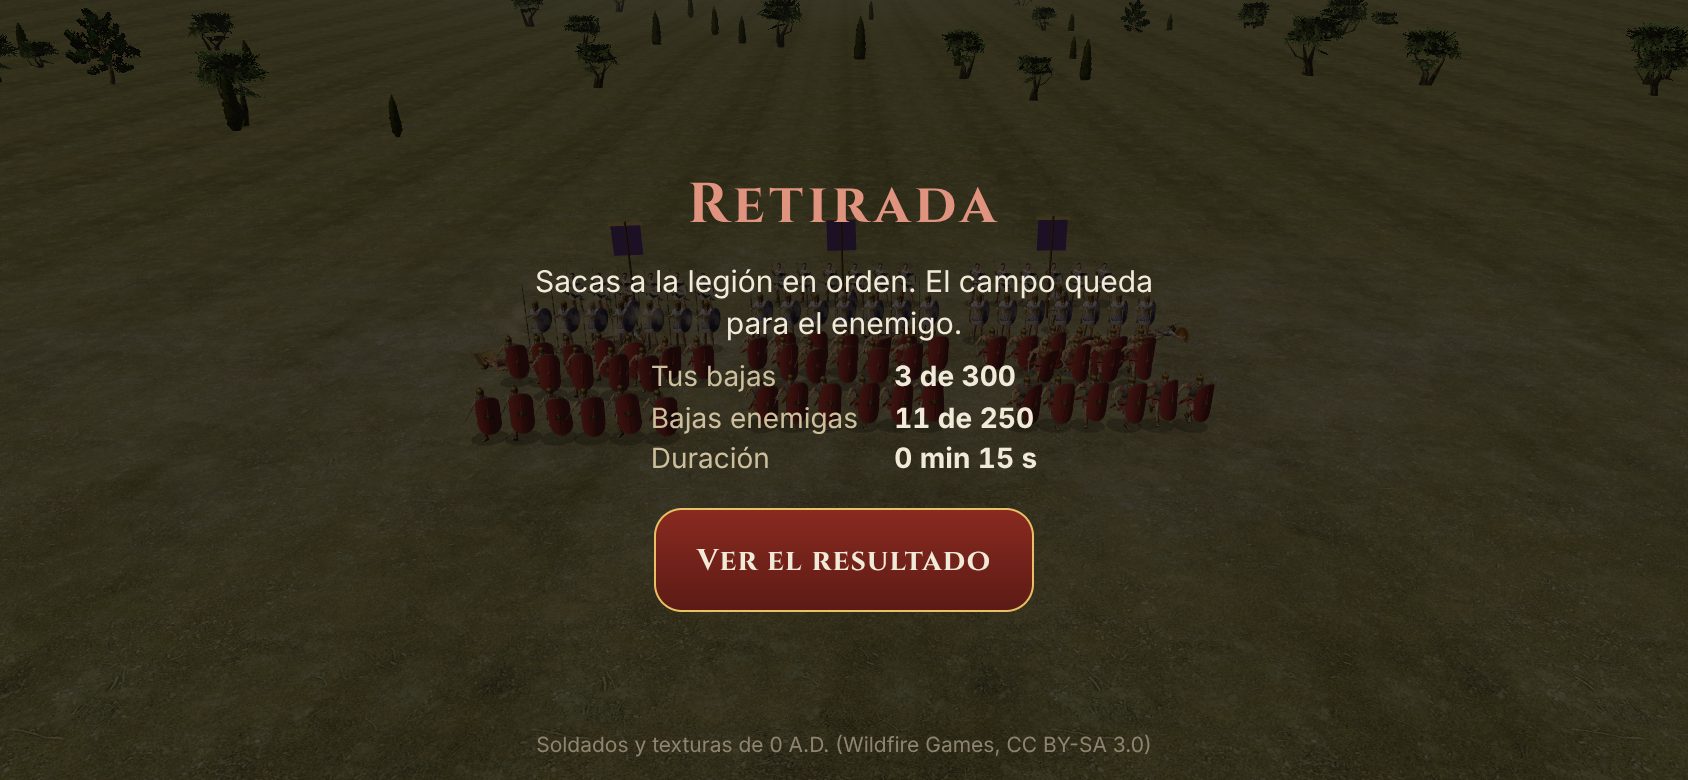 Retirada
Sacas a la legión en orden. El campo queda
para el enemigo.
Tus bajas 3 de 300
Bajas enemigas 11 de 250
Duración 0 min 15 s
Ver el resultado
Soldados y texturas de 0 A.D. (Wildfire Games, CC BY-SA 3.0)